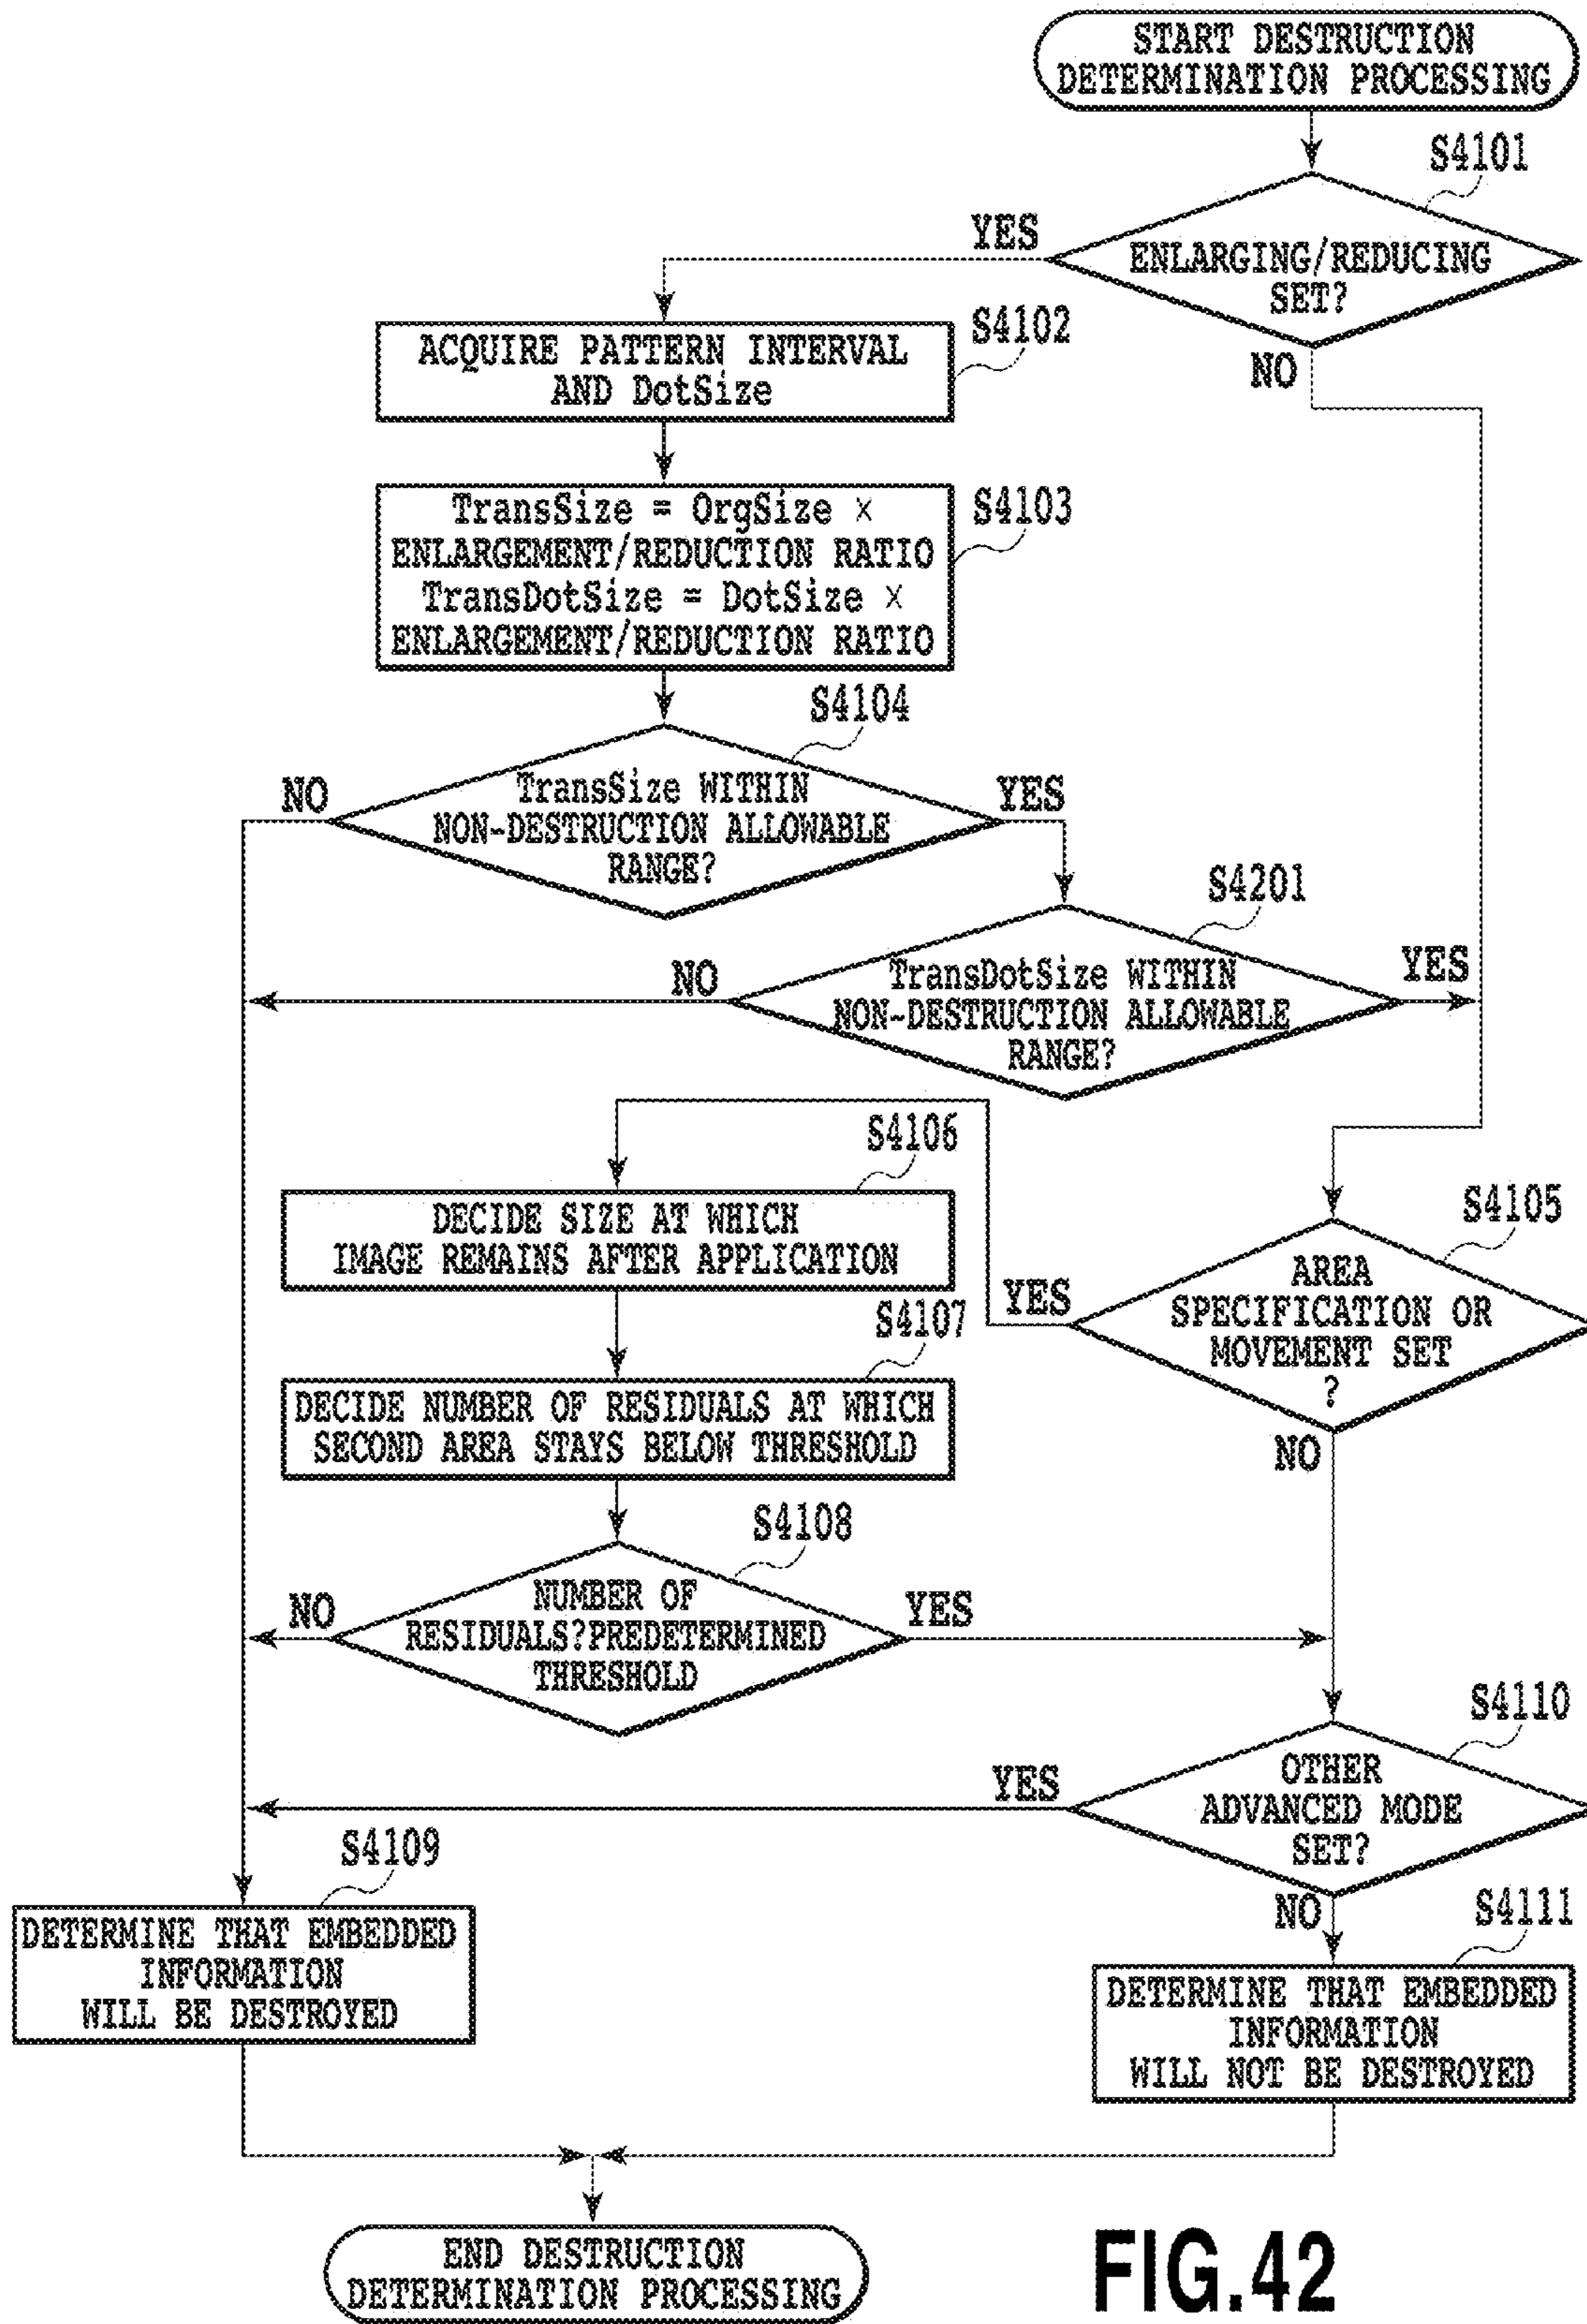 START DESTRUCTION
DETERMINATION PROCESSING
S4101
YES
ENLARGING/REDUCING
SET?
NO
S4102
ACQUIRE PATTERN INTERVAL
AND DotSize
S4103
TransSize = OrgSize ×
ENLARGEMENT/REDUCTION RATIO
TransDotSize = DotSize ×
ENLARGEMENT/REDUCTION RATIO
S4104
NO
YES
TransSize WITHIN
NON-DESTRUCTION ALLOWABLE
RANGE?
S4201
NO
YES
TransDotSize WITHIN
NON-DESTRUCTION ALLOWABLE
RANGE?
S4106
DECIDE SIZE AT WHICH
IMAGE REMAINS AFTER APPLICATION
S4105
YES
AREA
SPECIFICATION OR
MOVEMENT SET
?
NO
S4107
DECIDE NUMBER OF RESIDUALS AT WHICH
SECOND AREA STAYS BELOW THRESHOLD
S4108
NO
YES
NUMBER OF
RESIDUALS?PREDETERMINED
THRESHOLD
S4110
YES
OTHER
ADVANCED MODE
SET?
NO
S4109
DETERMINE THAT EMBEDDED
INFORMATION
WILL BE DESTROYED
S4111
DETERMINE THAT EMBEDDED
INFORMATION
WILL NOT BE DESTROYED
END DESTRUCTION
DETERMINATION PROCESSING
FIG.42